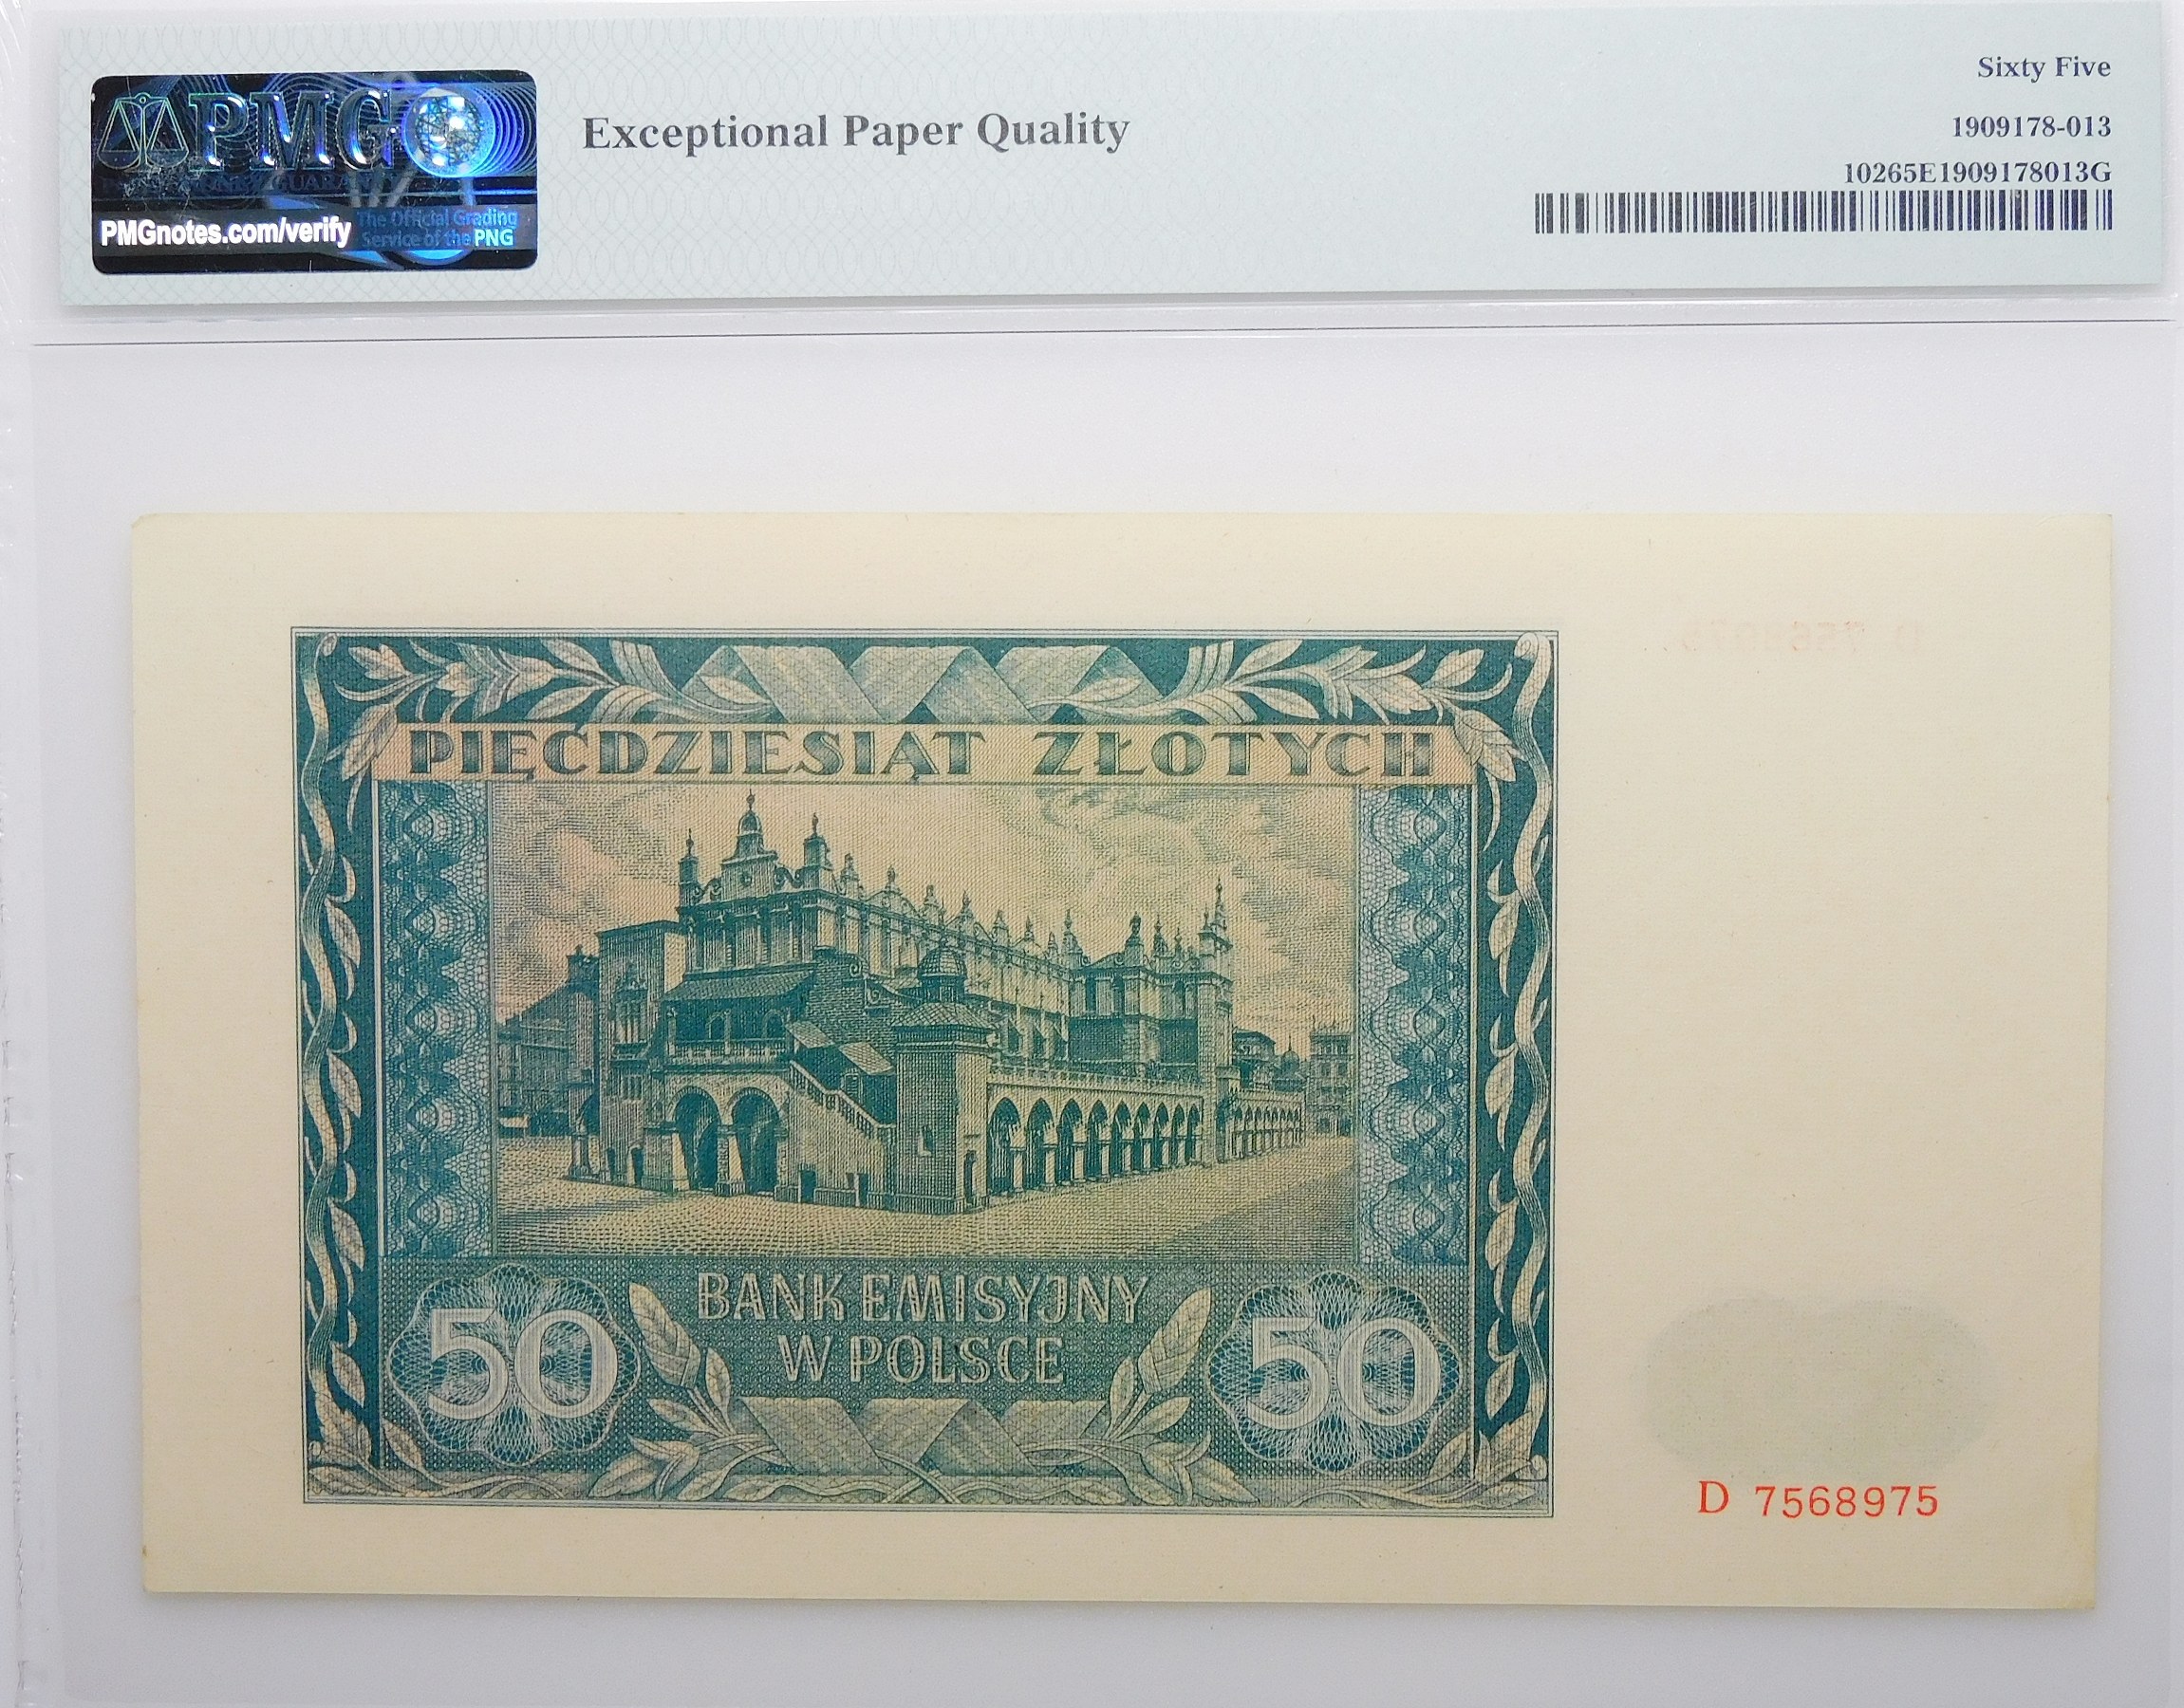 PMG
PMGnotes.com/verify
The Official Grading
Service of the PNG
Exceptional Paper Quality
Sixty Five
1909178-013
10265E1909178013G
PIĘĆDZIESIĄT ZŁOTYCH
BANK EMISYJNY
W POLSCE
50
50
D 7568975